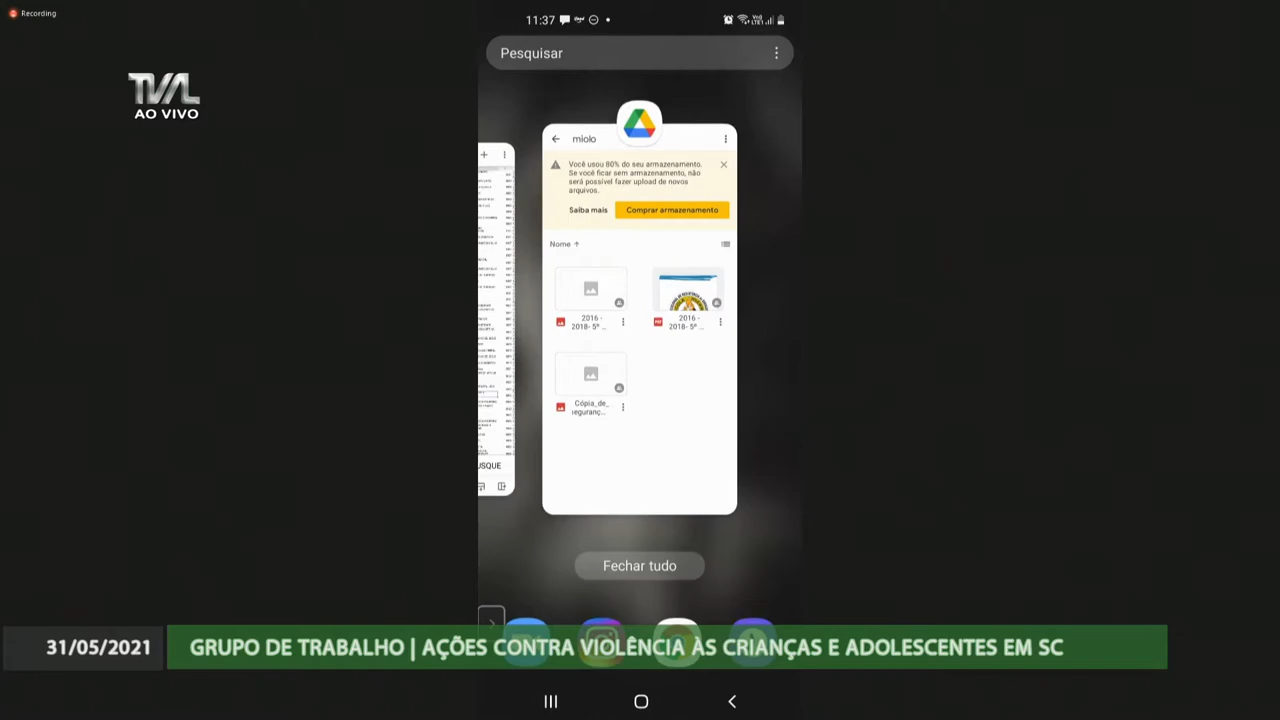 Recording
11:37
TVAL
AO VIVO
Pesquisar
miolo
Você usou 80% do seu armazenamento.
Se você ficar sem armazenamento, não
será possível fazer upload de novos
arquivos.
Saiba mais
Comprar armazenamento
Nome ↑
2016 -
2018- 5º ...
2016 -
2018- 5º ...
Cópia_de_
seguranç...
USQUE
Fechar tudo
31/05/2021
GRUPO DE TRABALHO | AÇÕES CONTRA VIOLÊNCIA ÀS CRIANÇAS E ADOLESCENTES EM SC